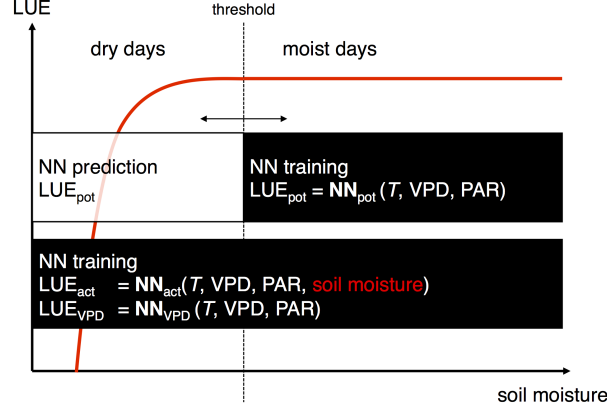 LUE
threshold
dry days
moist days
NN prediction
LUEpot
NN training
LUEpot = NNpot (T, VPD, PAR)
NN training
LUEact = NNact(T, VPD, PAR, soil moisture)
LUEVPD = NNVPD (T, VPD, PAR)
soil moisture